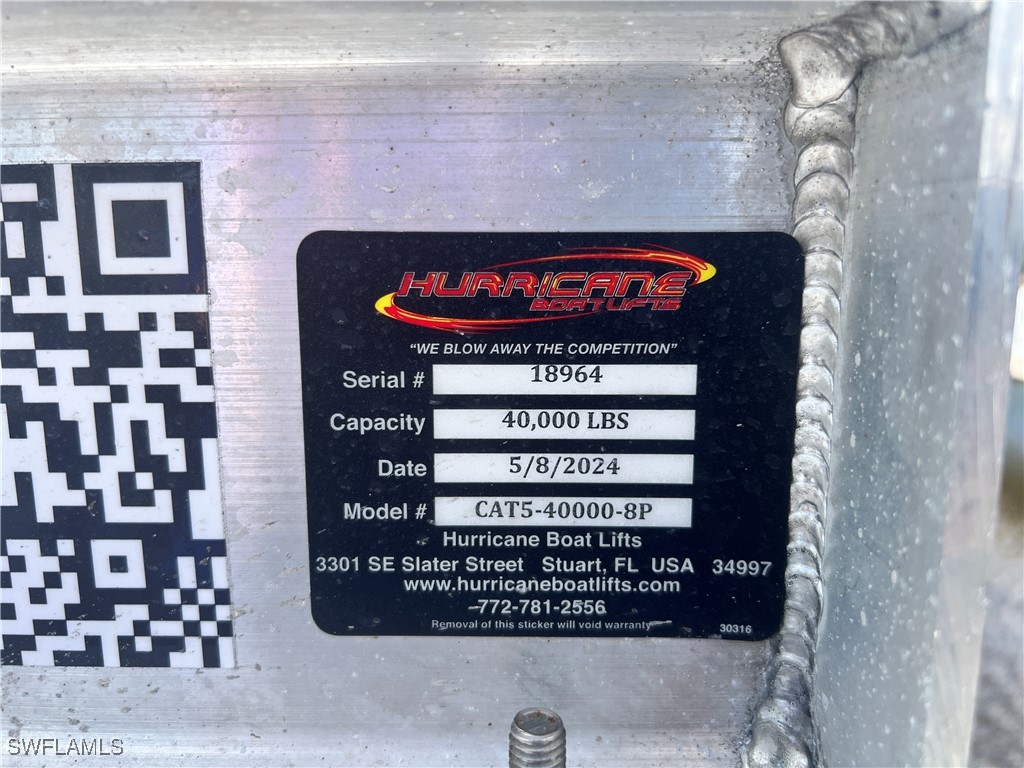 HURRICANE
BOAT LIFTS
"WE BLOW AWAY THE COMPETITION"
Serial # 18964
Capacity 40,000 LBS
Date 5/8/2024
Model # CAT5-40000-8P
Hurricane Boat Lifts
3301 SE Slater Street Stuart, FL USA 34997
www.hurricaneboatlifts.com
772-781-2556
Removal of this sticker will void warranty
30316
SWFLAMLS